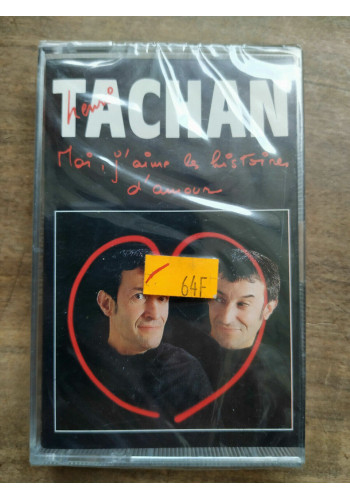 henri
TACHAN
Moi, j'aime les histoires
d'amour
64F